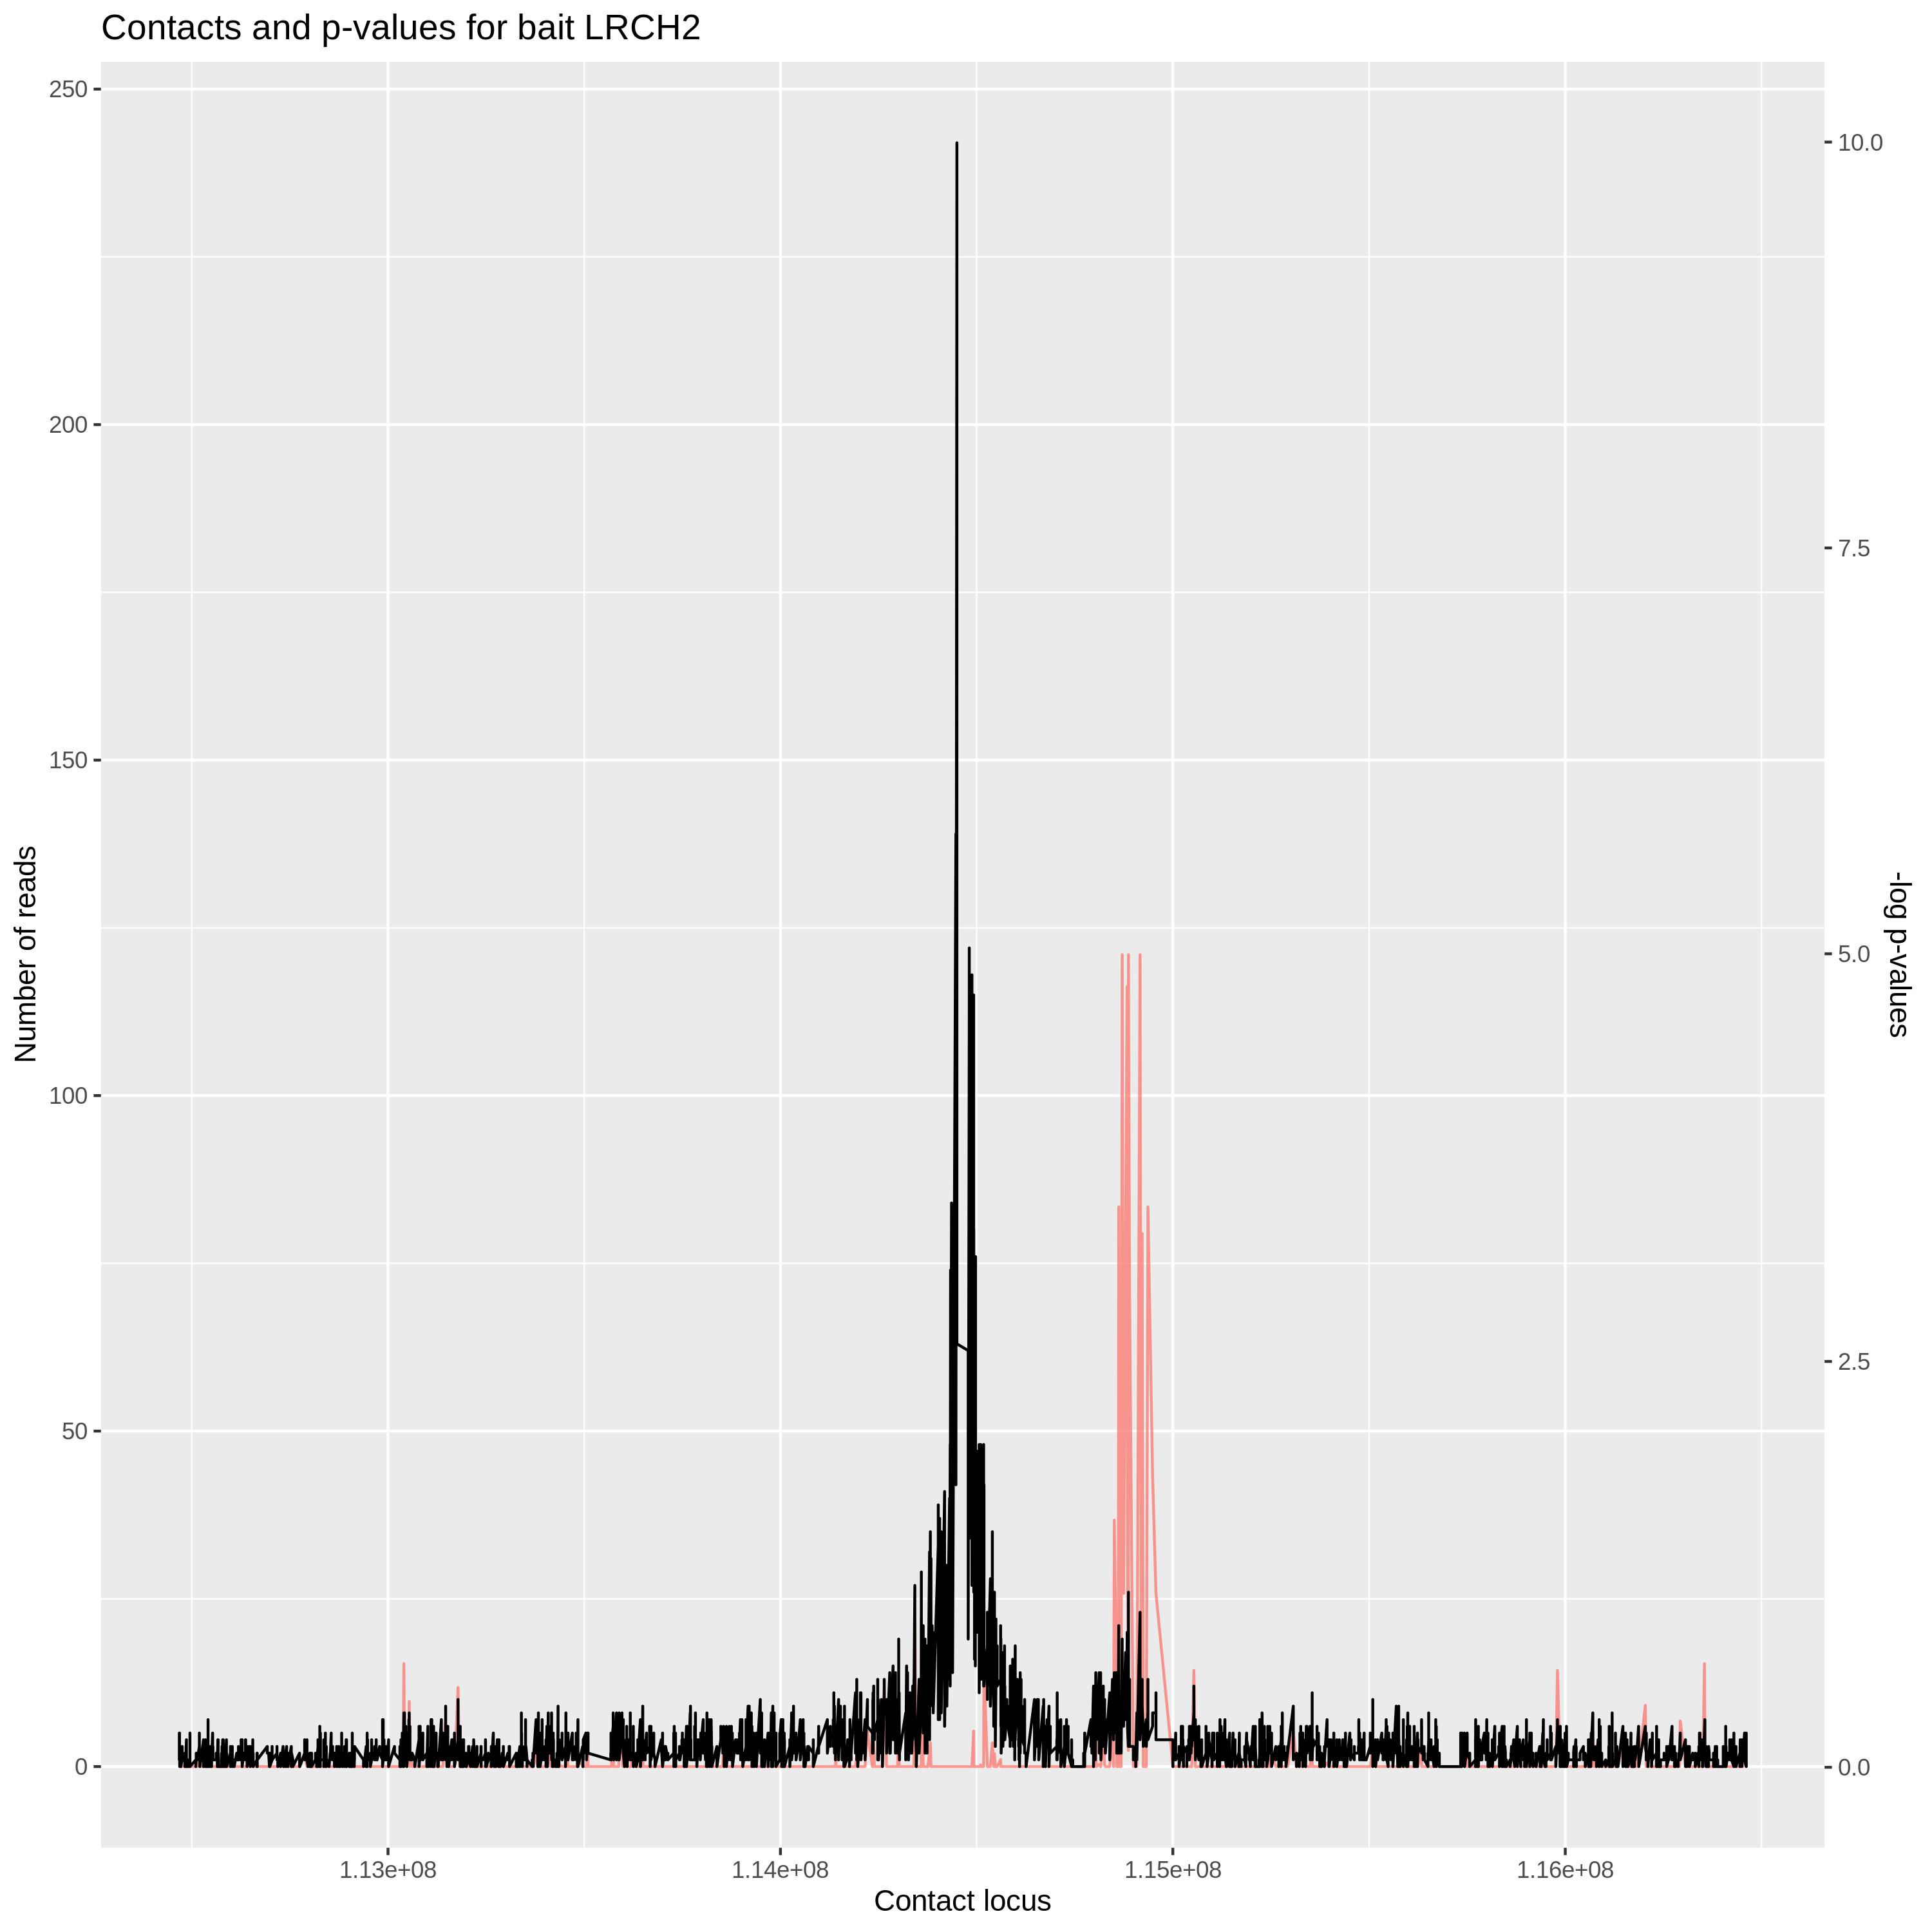 Contacts and p-values for bait LRCH2
250
200
150
100
50
0
Number of reads
10.0
7.5
5.0
2.5
0.0
-log p-values
1.13e+08
1.14e+08
1.15e+08
1.16e+08
Contact locus